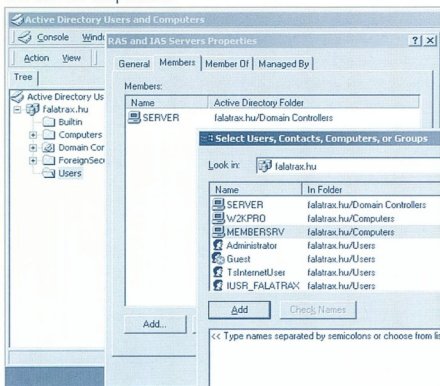 Active Directory Users and Computers
Console Windo
Action View
Tree
Active Directory Us
falatrax.hu
Builtin
Computers
Domain Cor
ForeignSecu
Users
RAS and IAS Servers Properties
General Members Member Of Managed By
Members:
Name Active Directory Folder
SERVER falatrax.hu/Domain Controllers
Add...
Select Users, Contacts, Computers, or Groups
Look in: falatrax.hu
Name In Folder
SERVER falatrax.hu/Domain Controllers
W2KPRO falatrax.hu/Computers
MEMBERSRV falatrax.hu/Computers
Administrator falatrax.hu/Users
Guest falatrax.hu/Users
TsInternetUser falatrax.hu/Users
IUSR_FALATRAX falatrax.hu/Users
Add Check Names
<< Type names separated by semicolons or choose from lis